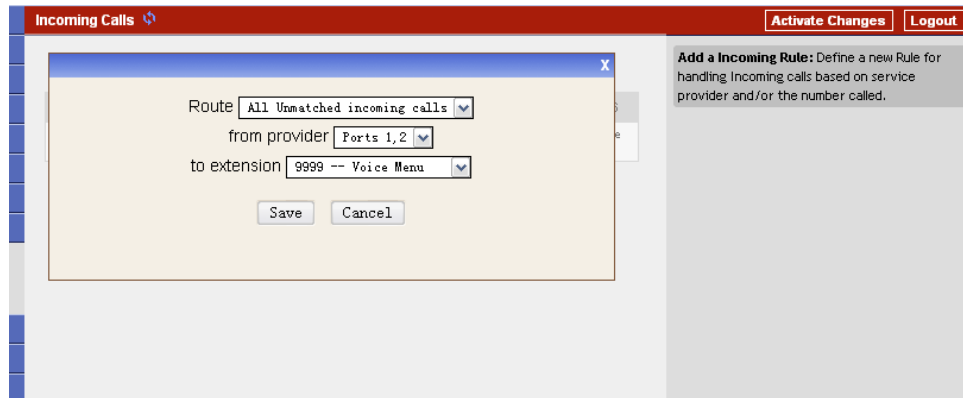 Incoming Calls
Activate Changes
Logout
X
Route All Unmatched incoming calls
from provider Ports 1,2
to extension 9999 -- Voice Menu
Save
Cancel
Add a Incoming Rule: Define a new Rule for
handling Incoming calls based on service
provider and/or the number called.